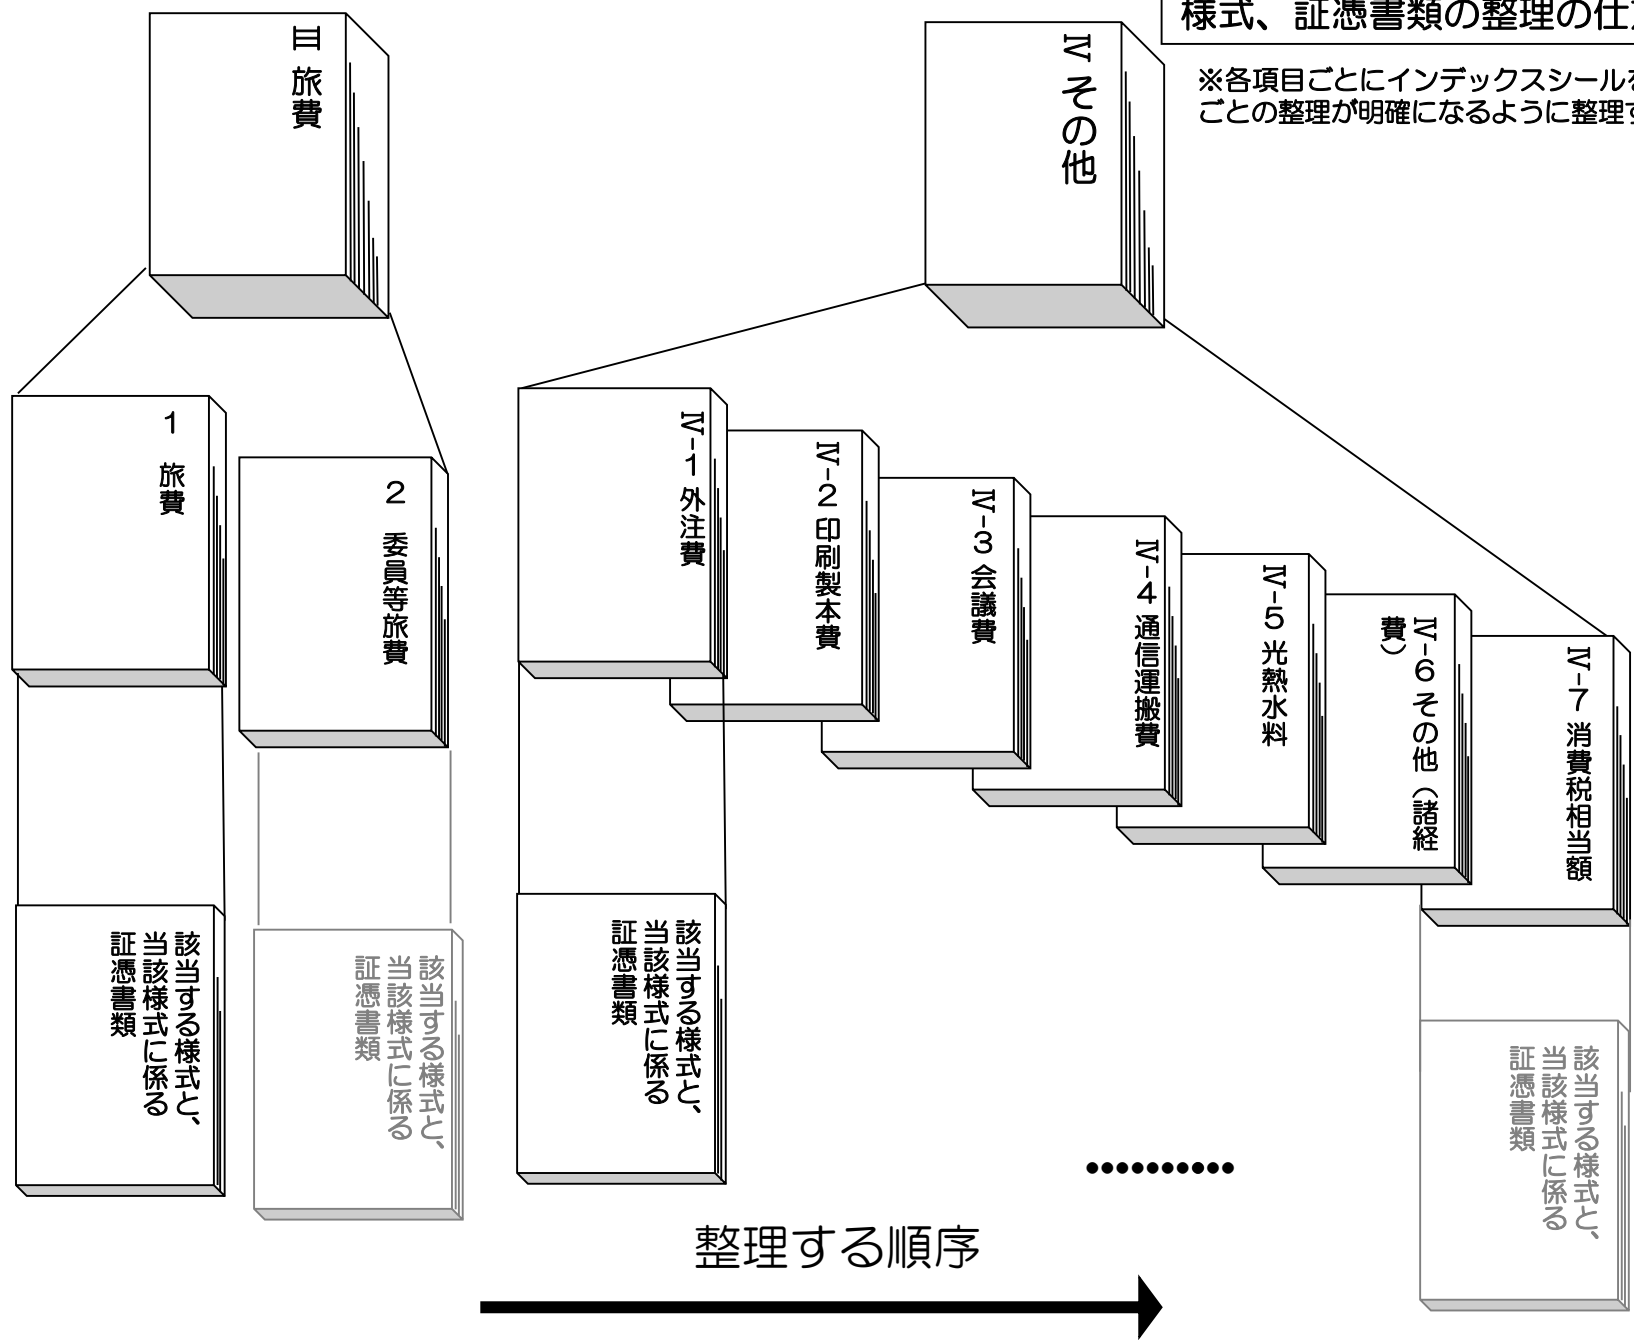 様式、証憑書類の整理の仕
※各項目ごとにインデックスシール
ごとの整理が明確になるように整理す
Ⅲ 旅費
Ⅳ その他
1 旅費
2 委員等旅費
Ⅳ-1 外注費
Ⅳ-2 印刷製本費
Ⅳ-3 会議費
Ⅳ-4 通信運搬費
Ⅳ-5 光熱水料
Ⅳ-6 その他（諸経
費）
Ⅳ-7 消費税相当額
該当する様式と、
当該様式に係る
証憑書類
該当する様式と、
当該様式に係る
証憑書類
該当する様式と、
当該様式に係る
証憑書類
該当する様式と、
当該様式に係る
証憑書類
••••••••••
整理する順序